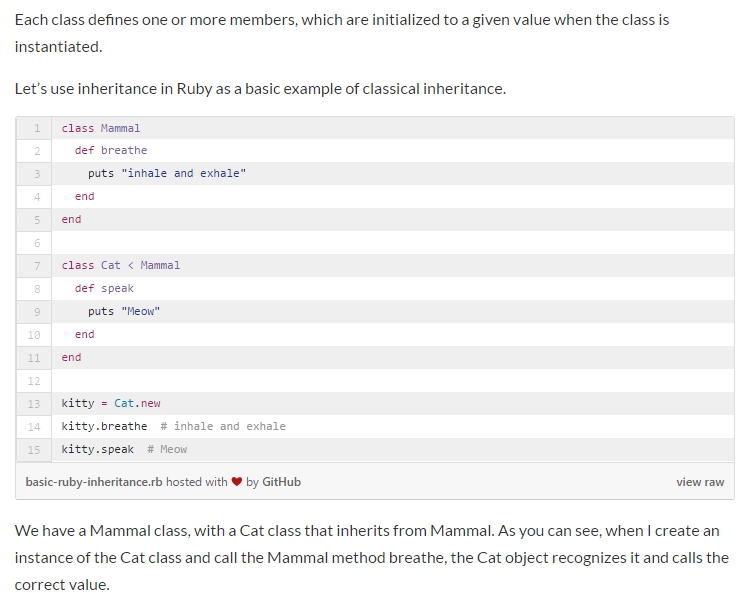 Each class defines one or more members, which are initialized to a given value when the class is
instantiated.
Let’s use inheritance in Ruby as a basic example of classical inheritance.
1 class Mammal
2   def breathe
3     puts "inhale and exhale"
4   end
5 end
6
7 class Cat < Mammal
8   def speak
9     puts "Meow"
10   end
11 end
12
13 kitty = Cat.new
14 kitty.breathe  # inhale and exhale
15 kitty.speak  # Meow
basic-ruby-inheritance.rb hosted with ❤ by GitHub view raw
We have a Mammal class, with a Cat class that inherits from Mammal. As you can see, when I create an
instance of the Cat class and call the Mammal method breathe, the Cat object recognizes it and calls the
correct value.